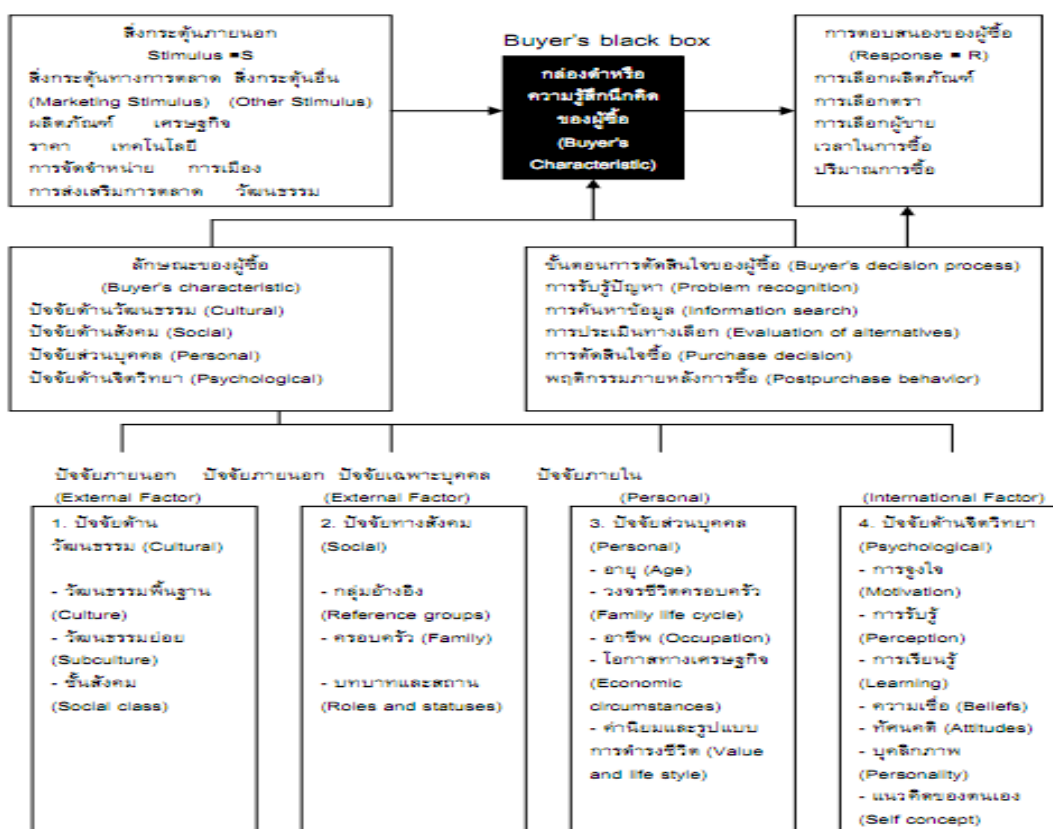 สิ่งกระตุ้นภายนอก
Stimulus =S
สิ่งกระตุ้นทางการตลาด สิ่งกระตุ้นอื่น
(Marketing Stimulus) (Other Stimulus)
ผลิตภัณฑ์ เศรษฐกิจ
ราคา เทคโนโลยี
การจัดจำหน่าย การเมือง
การส่งเสริมการตลาด วัฒนธรรม
Buyer's black box
กล่องดำหรือ
ความรู้สึกนึกคิด
ของผู้ซื้อ
(Buyer's
Characteristic)
การตอบสนองของผู้ซื้อ
(Response = R)
การเลือกผลิตภัณฑ์
การเลือกตรา
การเลือกผู้ขาย
เวลาในการซื้อ
ปริมาณการซื้อ
ลักษณะของผู้ซื้อ
(Buyer's characteristic)
ปัจจัยด้านวัฒนธรรม (Cultural)
ปัจจัยด้านสังคม (Social)
ปัจจัยส่วนบุคคล (Personal)
ปัจจัยด้านจิตวิทยา (Psychological)
ขั้นตอนการตัดสินใจของผู้ซื้อ (Buyer's decision process)
การรับรู้ปัญหา (Problem recognition)
การค้นหาข้อมูล (Information search)
การประเมินทางเลือก (Evaluation of alternatives)
การตัดสินใจซื้อ (Purchase decision)
พฤติกรรมภายหลังการซื้อ (Postpurchase behavior)
ปัจจัยภายนอก ปัจจัยภายนอก ปัจจัยเฉพาะบุคคล ปัจจัยภายใน
(External Factor) (External Factor) (Personal) (International Factor)
1. ปัจจัยด้าน
วัฒนธรรม (Cultural)
- วัฒนธรรมพื้นฐาน
(Culture)
- วัฒนธรรมย่อย
(Subculture)
- ชั้นสังคม
(Social class)
2. ปัจจัยทางสังคม
(Social)
- กลุ่มอ้างอิง
(Reference groups)
- ครอบครัว (Family)
- บทบาทและสถาน
(Roles and statuses)
3. ปัจจัยส่วนบุคคล
(Personal)
- อายุ (Age)
- วงจรชีวิตครอบครัว
(Family life cycle)
- อาชีพ (Occupation)
- โอกาสทางเศรษฐกิจ
(Economic
circumstances)
- ค่านิยมและรูปแบบ
การดำรงชีวิต (Value
and life style)
4. ปัจจัยด้านจิตวิทยา
(Psychological)
- การจูงใจ
(Motivation)
- การรับรู้
(Perception)
- การเรียนรู้
(Learning)
- ความเชื่อ (Beliefs)
- ทัศนคติ (Attitudes)
- บุคลิกภาพ
(Personality)
- แนวคิดของตนเอง
(Self concept)